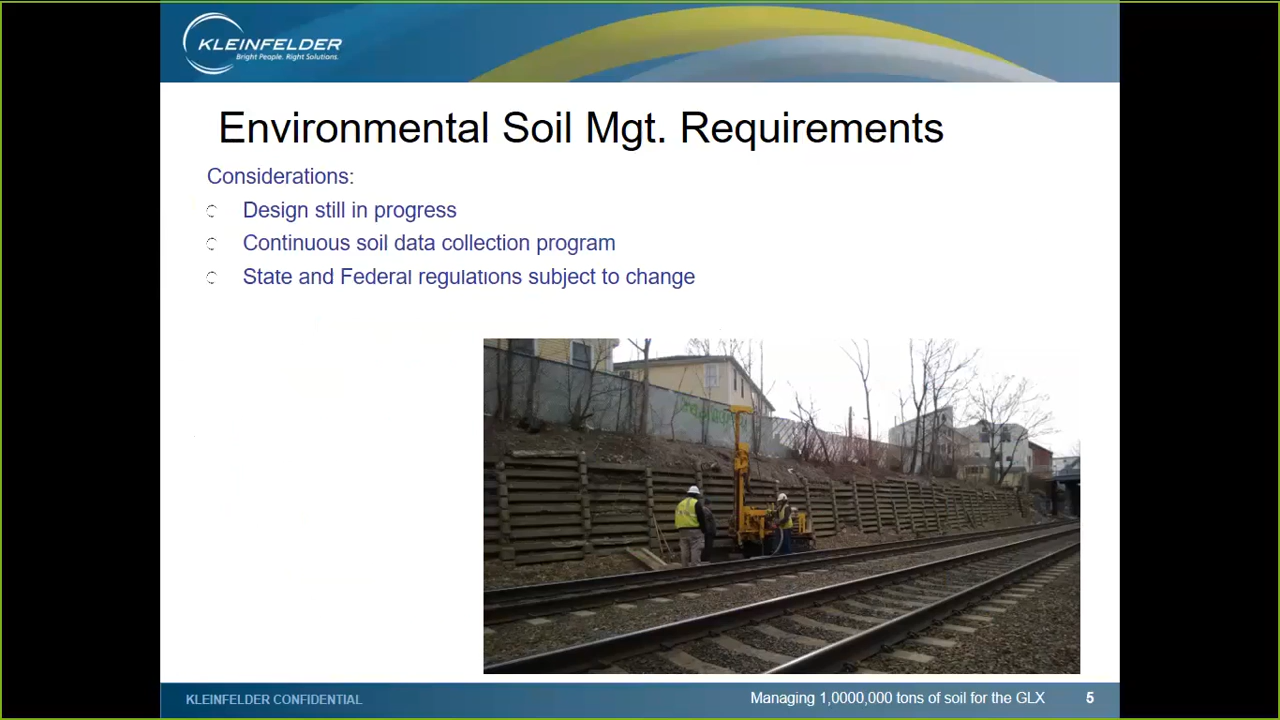 KLEINFELDER
Bright People. Right Solutions.
Environmental Soil Mgt. Requirements
Considerations:
Design still in progress
Continuous soil data collection program
State and Federal regulations subject to change
KLEINFELDER CONFIDENTIAL
Managing 1,0000,000 tons of soil for the GLX
5